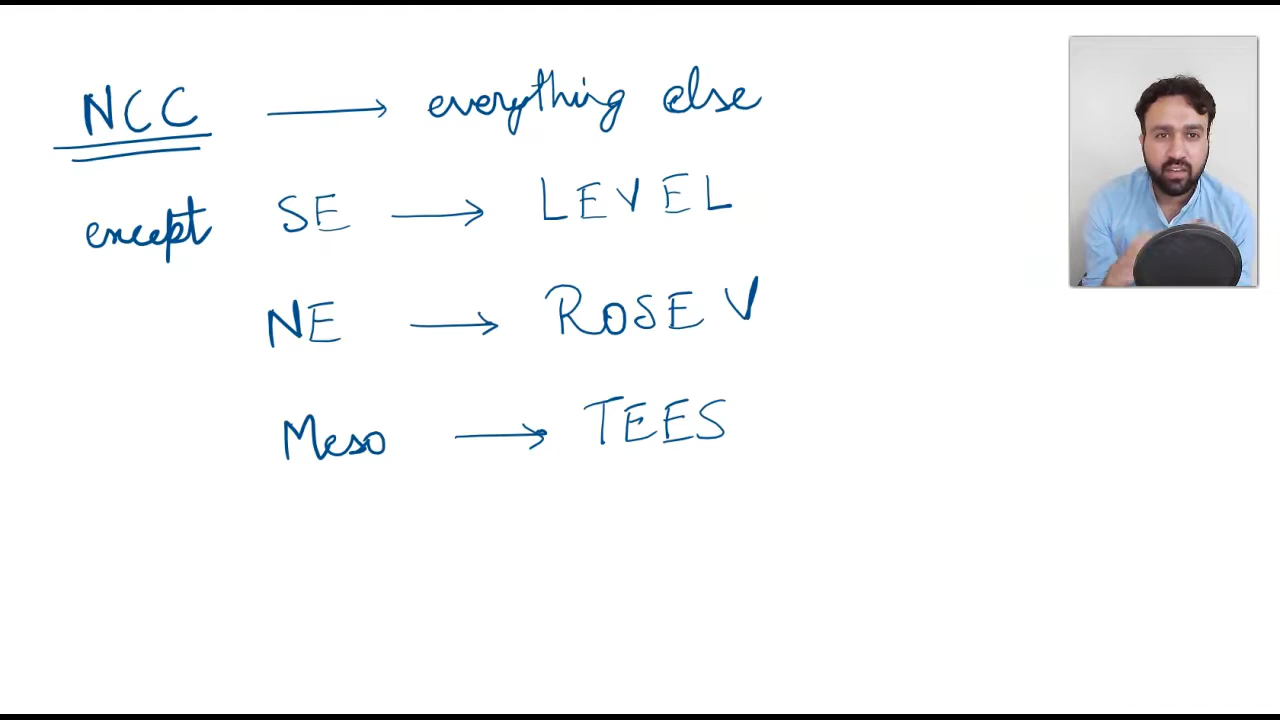 NCC → everything else
except SE → LEVEL
NE → ROSE V
Meso → TEES